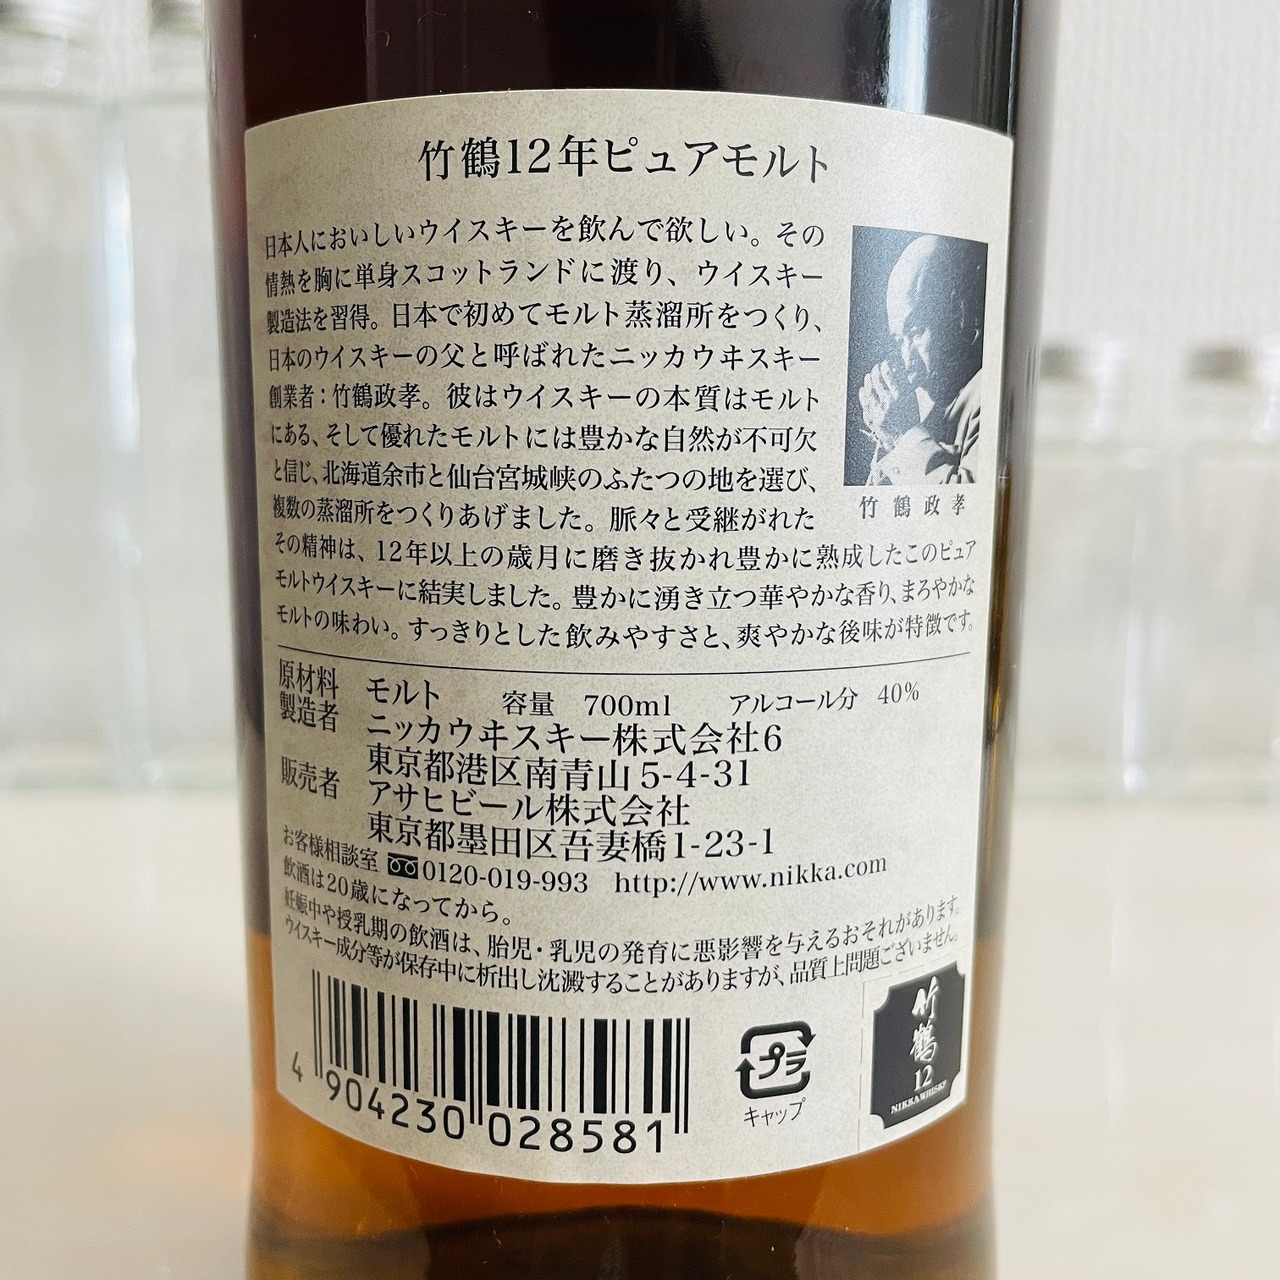 竹鶴12年ピュアモルト
日本人においしいウイスキーを飲んで欲しい。その
情熱を胸に単身スコットランドに渡り、ウイスキー
製造法を習得。日本で初めてモルト蒸溜所をつくり、
日本のウイスキーの父と呼ばれたニッカウヰスキー
創業者：竹鶴政孝。彼はウイスキーの本質はモルト
にある、そして優れたモルトには豊かな自然が不可欠
と信じ、北海道余市と仙台宮城峡のふたつの地を選び、
複数の蒸溜所をつくりあげました。脈々と受継がれた
その精神は、12年以上の歳月に磨き抜かれ豊かに熟成したこのピュア
モルトウイスキーに結実しました。豊かに湧き立つ華やかな香り、まろやかな
モルトの味わい。すっきりとした飲みやすさと、爽やかな後味が特徴です。
竹鶴政孝
原材料 モルト 容量 700ml アルコール分 40%
製造者 ニッカウヰスキー株式会社6
東京都港区南青山5-4-31
販売者 アサヒビール株式会社
東京都墨田区吾妻橋1-23-1
お客様相談室 0120-019-993 http://www.nikka.com
飲酒は20歳になってから。
妊娠中や授乳期の飲酒は、胎児・乳児の発育に悪影響を与えるおそれがあります。
ウイスキー成分等が保存中に析出し沈澱することがありますが、品質上問題ございません。
4 904230 028581
プラ
キャップ
竹鶴
12
NIKKA WHISKY